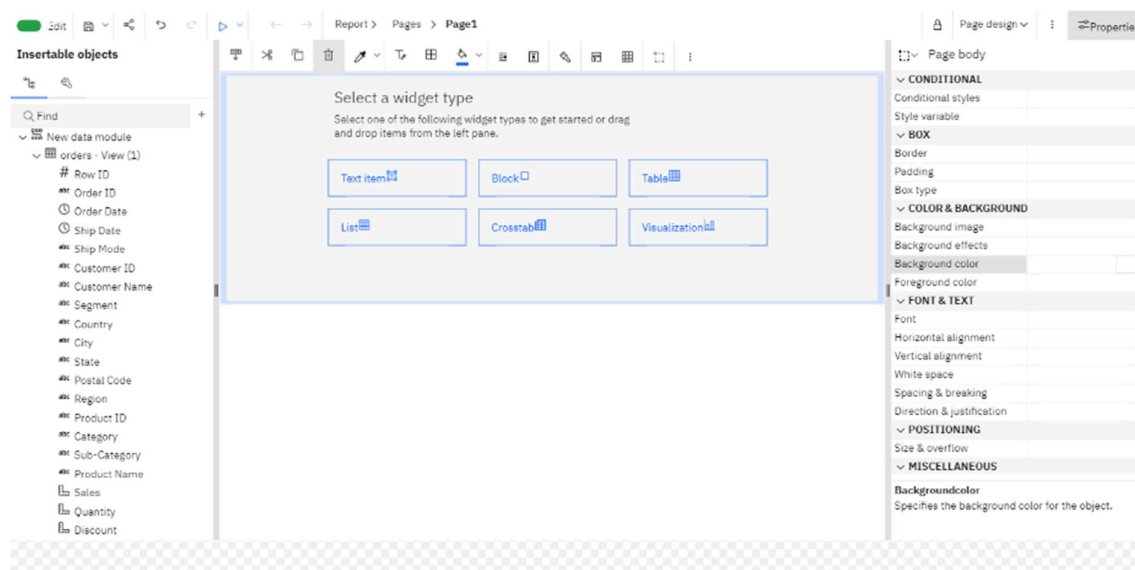 Edit
Report > Pages > Page1
Page design
Properties
Insertable objects
Page body
Find
New data module
orders - View (1)
Row ID
Order ID
Order Date
Ship Date
Ship Mode
Customer ID
Customer Name
Segment
Country
City
State
Postal Code
Region
Product ID
Category
Sub-Category
Product Name
Sales
Quantity
Discount
Select a widget type
Select one of the following widget types to get started or drag
and drop items from the left pane.
Text item
Block
Table
List
Crosstab
Visualization
CONDITIONAL
Conditional styles
Style variable
BOX
Border
Padding
Box type
COLOR & BACKGROUND
Background image
Background effects
Background color
Foreground color
FONT & TEXT
Font
Horizontal alignment
Vertical alignment
White space
Spacing & breaking
Direction & justification
POSITIONING
Size & overflow
MISCELLANEOUS
Backgroundcolor
Specifies the background color for the object.